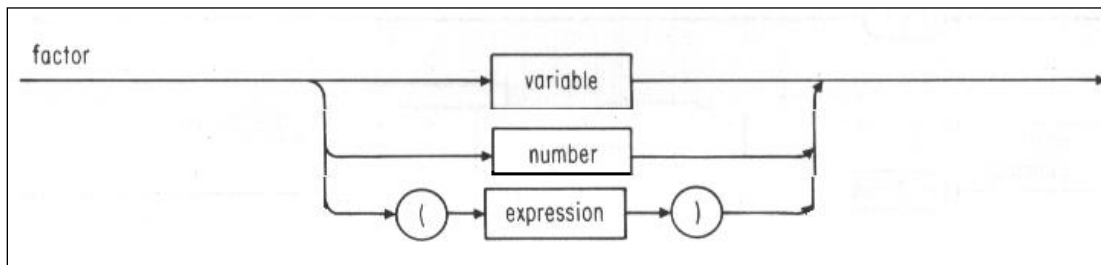 factor
variable
number
( expression )